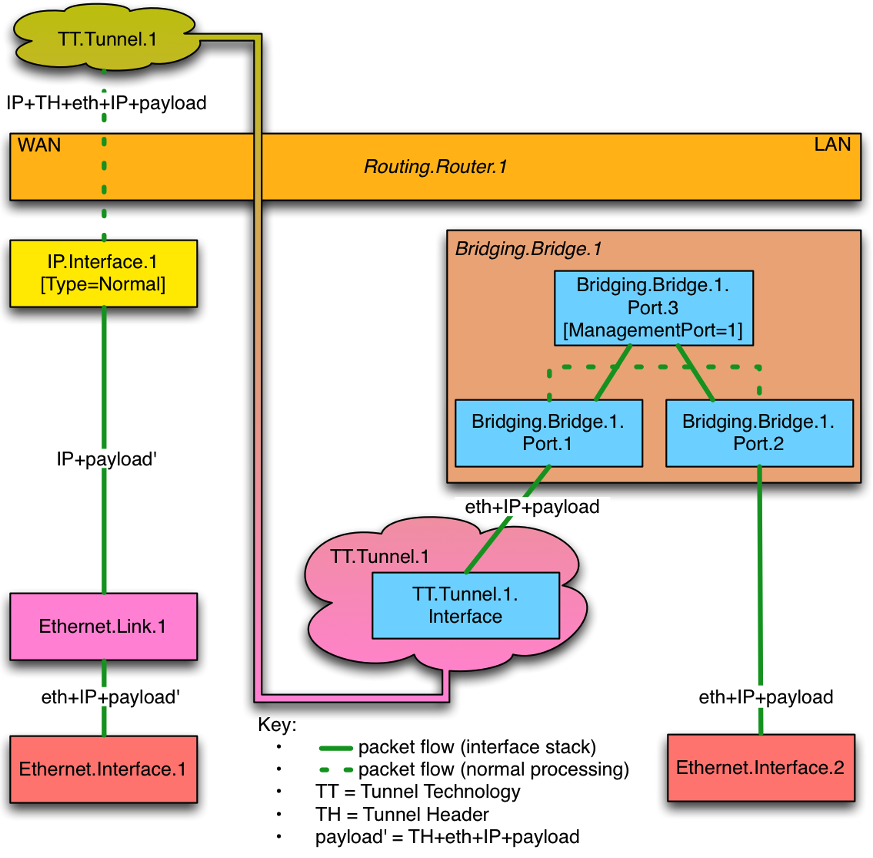 TT.Tunnel.1
IP+TH+eth+IP+payload
WAN
LAN
Routing.Router.1
IP.Interface.1
[Type=Normal]
Bridging.Bridge.1
Bridging.Bridge.1.
Port.3
[ManagementPort=1]
Bridging.Bridge.1.
Port.1
Bridging.Bridge.1.
Port.2
IP+payload'
eth+IP+payload
TT.Tunnel.1
TT.Tunnel.1.
Interface
Ethernet.Link.1
eth+IP+payload'
eth+IP+payload
Ethernet.Interface.1
Ethernet.Interface.2
Key:
• packet flow (interface stack)
• packet flow (normal processing)
• TT = Tunnel Technology
• TH = Tunnel Header
• payload' = TH+eth+IP+payload